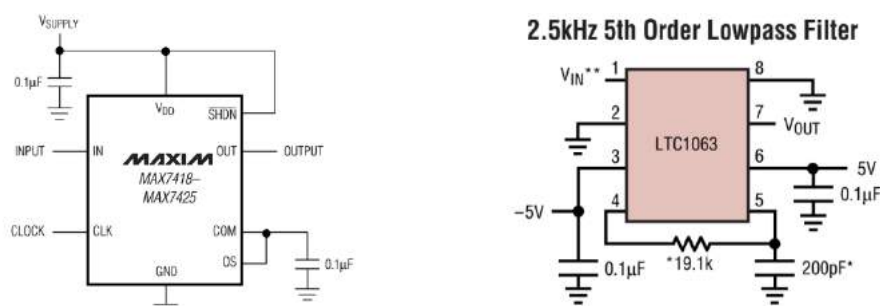 VSUPPLY
0.1µF
VDD
SHDN
INPUT
IN
MAXIM
OUT
OUTPUT
MAX7418–
MAX7425
CLOCK
CLK
COM
OS
0.1µF
GND
2.5kHz 5th Order Lowpass Filter
VIN**
1
8
2
7
VOUT
LTC1063
3
6
5V
–5V
4
5
0.1µF
0.1µF
*19.1k
200pF*